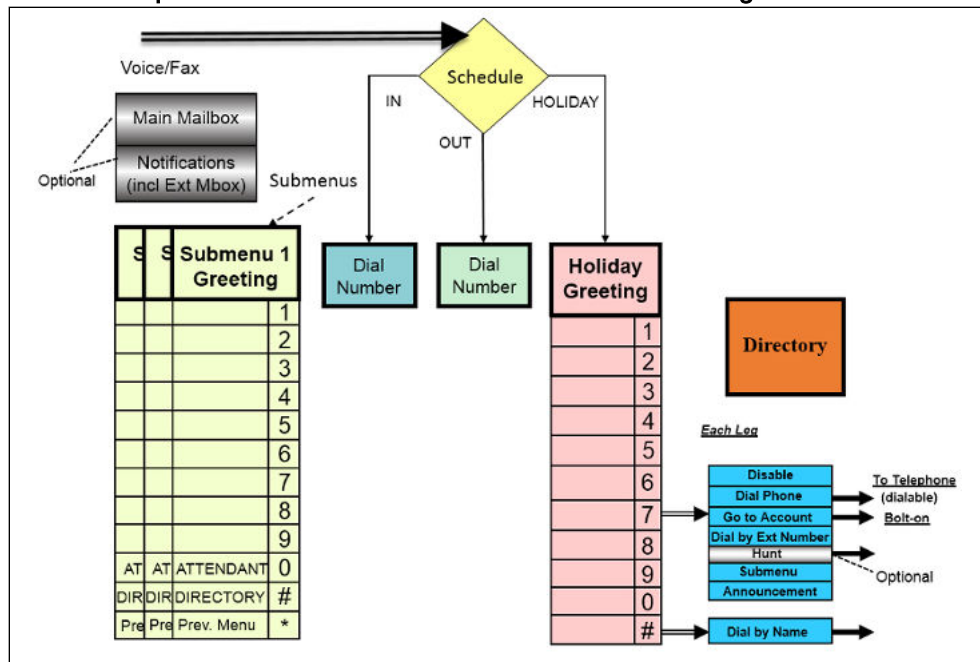 Voice/Fax
Schedule
IN
OUT
HOLIDAY
Main Mailbox
Notifications
(incl Ext Mbox)
Optional
Submenus
S
S
Submenu 1
Greeting
1
2
3
4
5
6
7
8
9
AT AT ATTENDANT 0
DIR DIR DIRECTORY #
Pre Pre Prev. Menu *
Dial
Number
Dial
Number
Holiday
Greeting
1
2
3
4
5
6
7
8
9
0
#
Directory
Each Leg
Disable
Dial Phone
Go to Account
Dial by Ext Number
Hunt
Submenu
Announcement
Dial by Name
To Telephone
(dialable)
Bolt-on
Optional